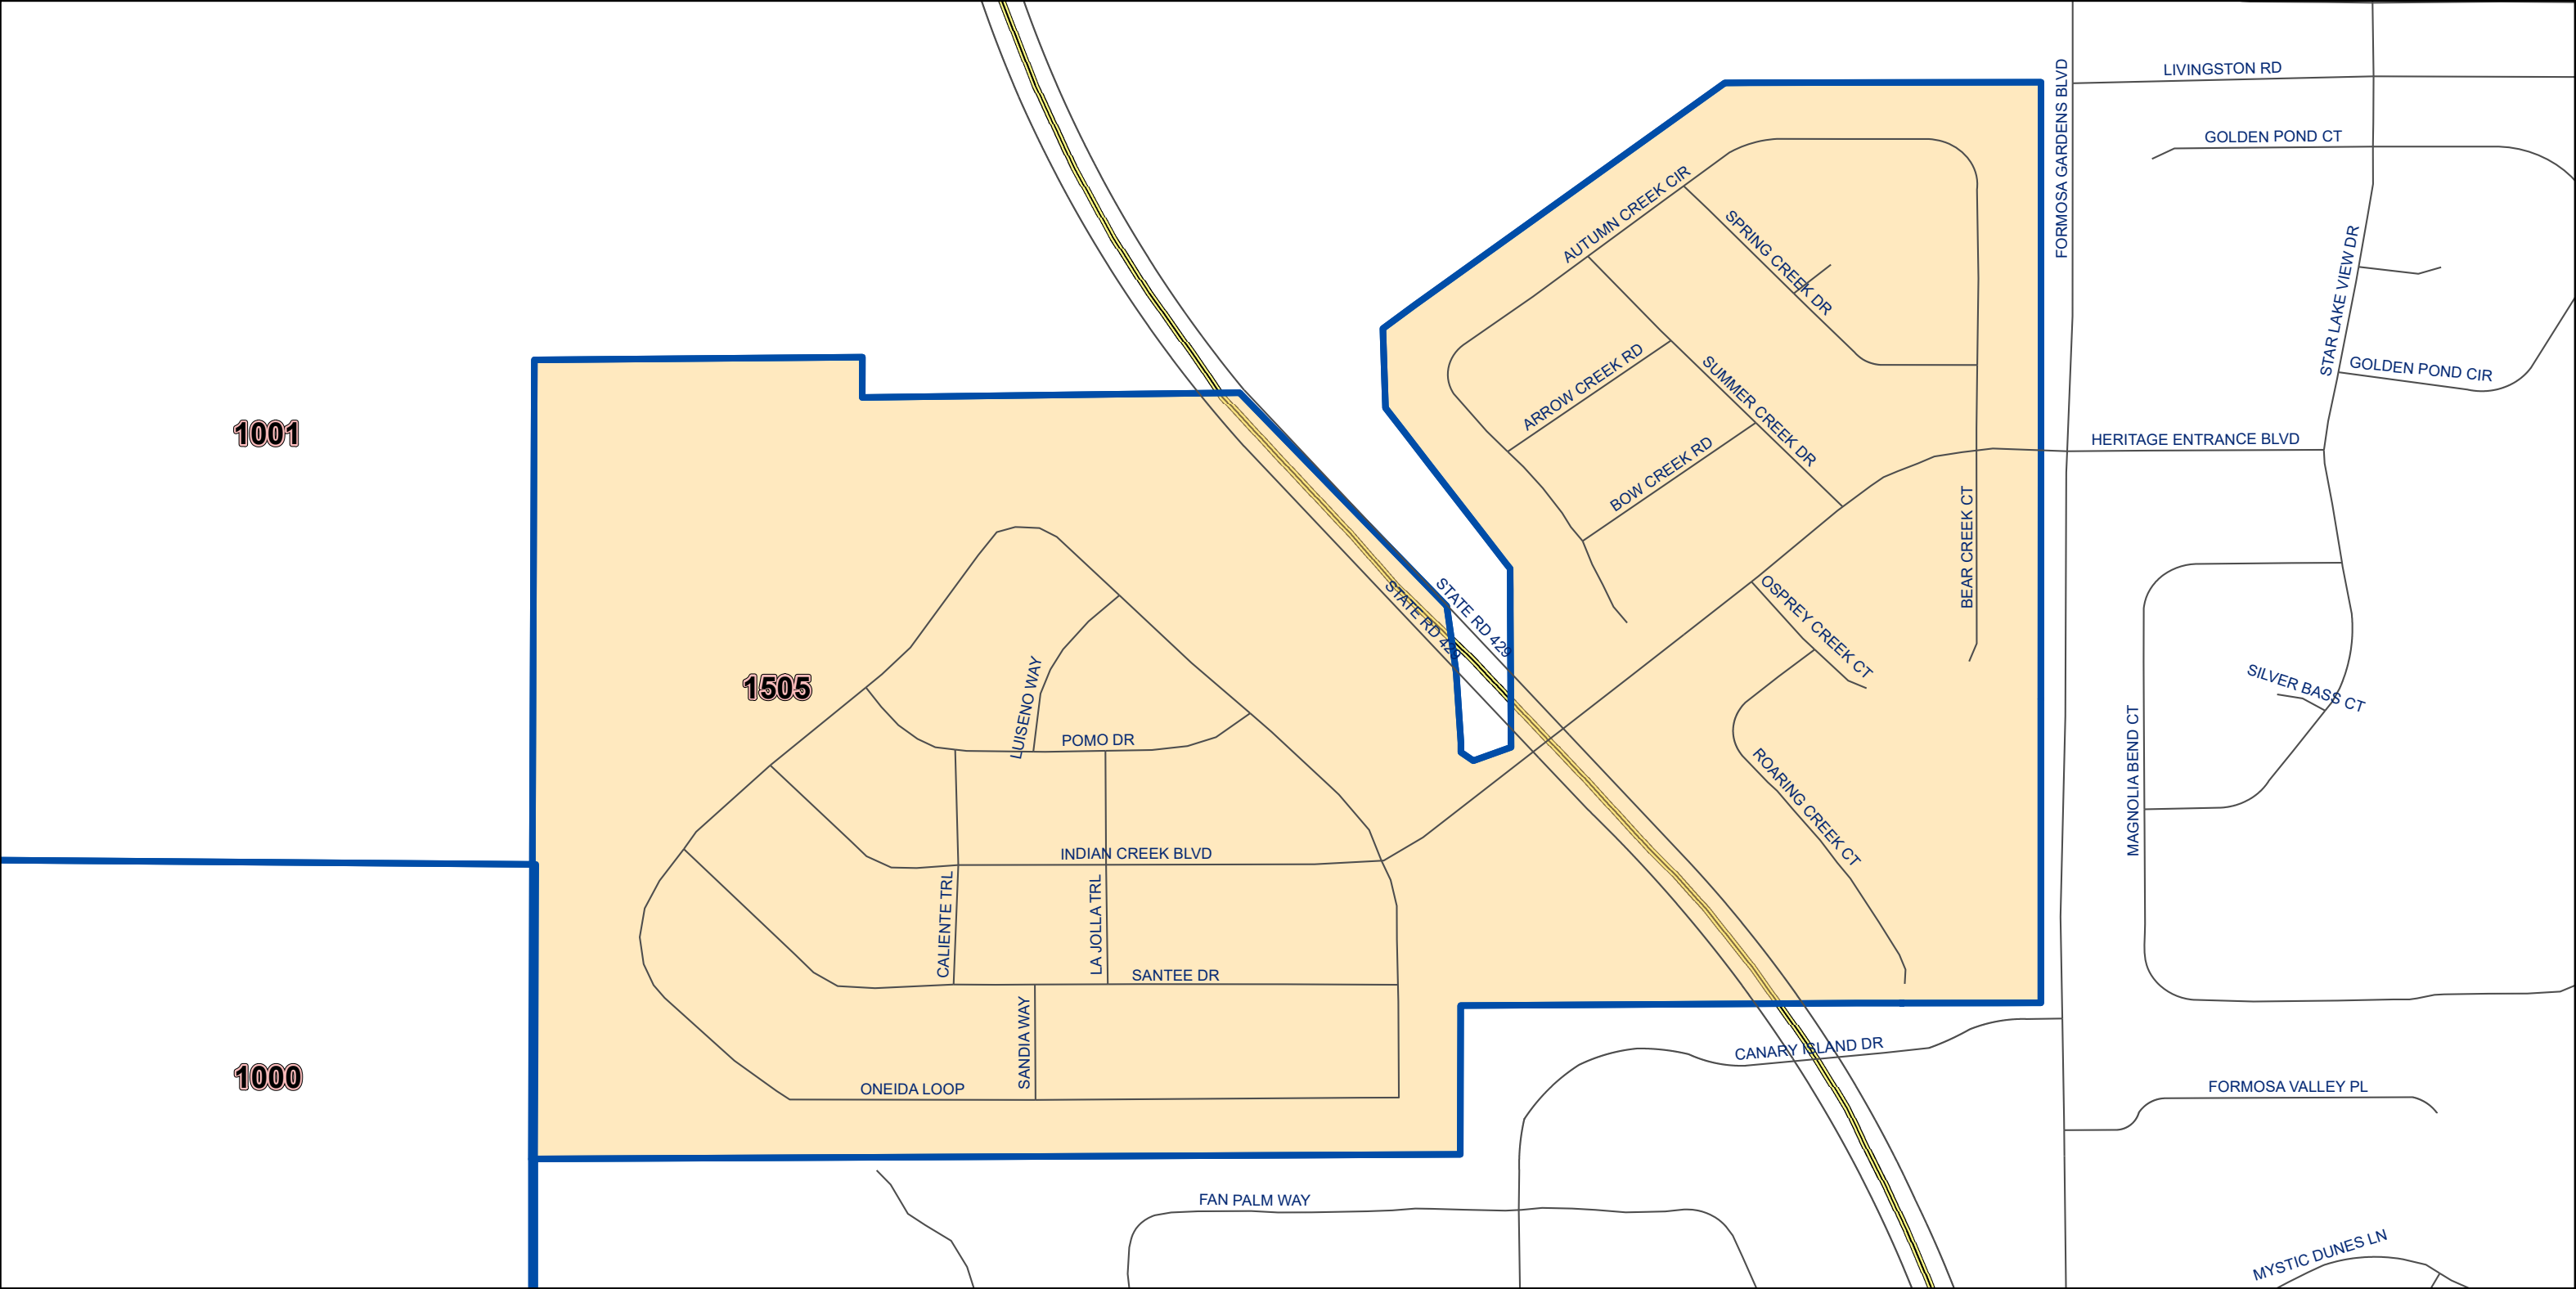 LIVINGSTON RD
FORMOSA GARDENS BLVD
GOLDEN POND CT
AUTUMN CREEK CIR
SPRING CREEK DR
STAR LAKE VIEW DR
GOLDEN POND CIR
ARROW CREEK RD
SUMMER CREEK DR
1001
HERITAGE ENTRANCE BLVD
BOW CREEK RD
BEAR CREEK CT
STATE RD 429
STATE RD 429
OSPREY CREEK CT
1505
LUISENO WAY
SILVER BASS CT
POMO DR
MAGNOLIA BEND CT
ROARING CREEK CT
INDIAN CREEK BLVD
CALIENTE TRL
LA JOLLA TRL
SANTEE DR
SANDIA WAY
CANARY ISLAND DR
1000
ONEIDA LOOP
FORMOSA VALLEY PL
FAN PALM WAY
MYSTIC DUNES LN